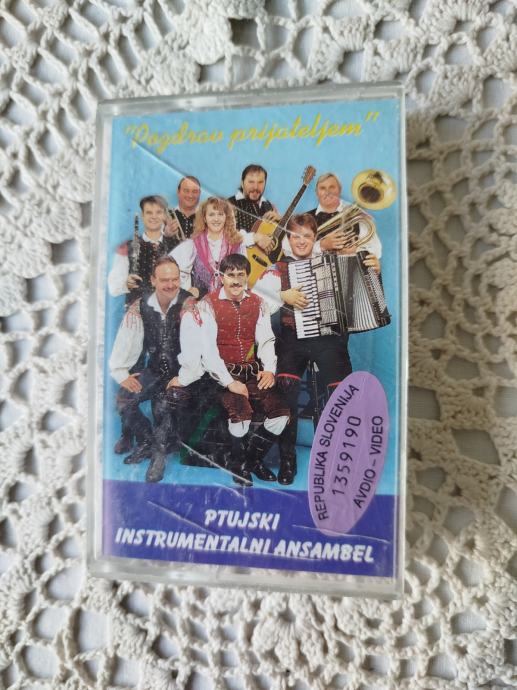 "Pozdrav prijateljem"
REPUBLIKA SLOVENIJA
1359190
AVDIO - VIDEO
PTUJSKI
INSTRUMENTALNI ANSAMBEL